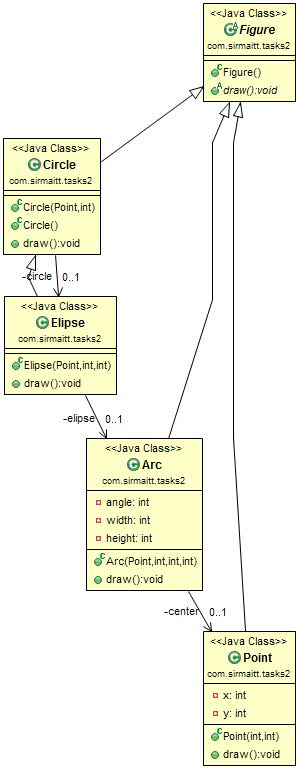 <<Java Class>>
Figure
com.sirmaitt.tasks2
Figure()
draw():void
<<Java Class>>
Circle
com.sirmaitt.tasks2
Circle(Point,int)
Circle()
draw():void
-circle
0..1
<<Java Class>>
Elipse
com.sirmaitt.tasks2
Elipse(Point,int,int)
draw():void
-elipse
0..1
<<Java Class>>
Arc
com.sirmaitt.tasks2
angle: int
width: int
height: int
Arc(Point,int,int,int)
draw():void
-center
0..1
<<Java Class>>
Point
com.sirmaitt.tasks2
x: int
y: int
Point(int,int)
draw():void